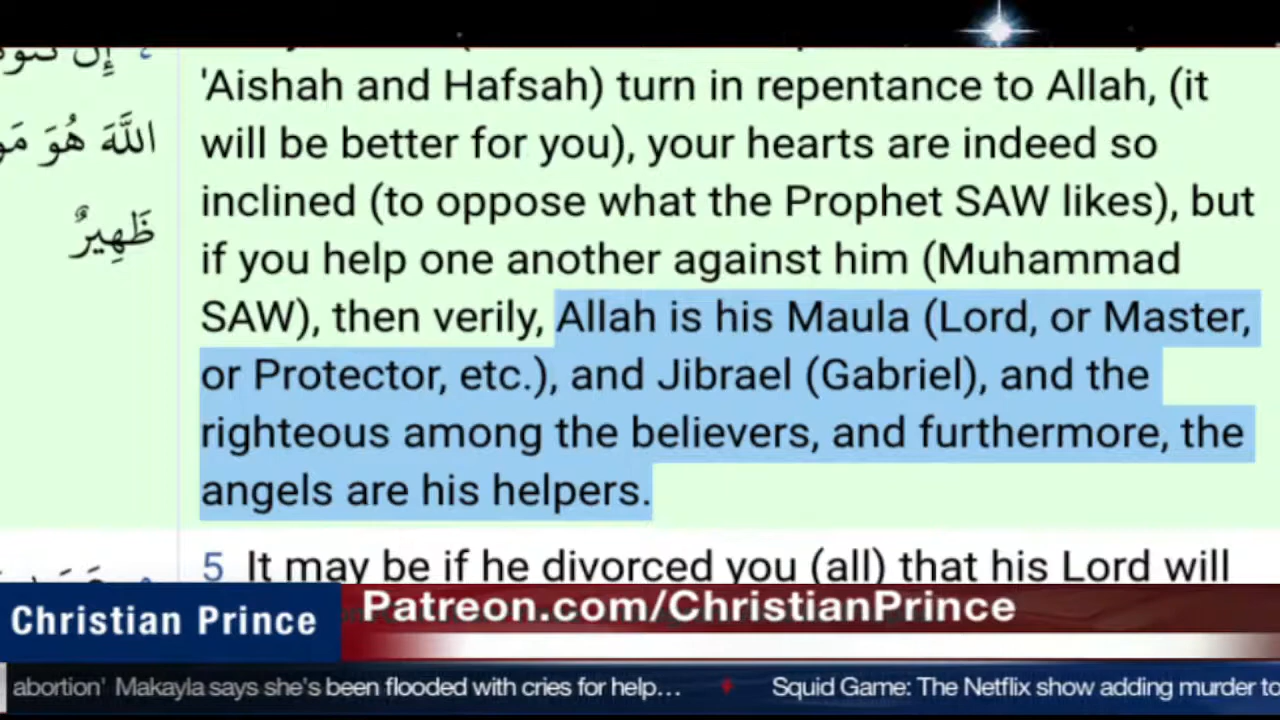 'Aishah and Hafsah) turn in repentance to Allah, (it
will be better for you), your hearts are indeed so
inclined (to oppose what the Prophet SAW likes), but
if you help one another against him (Muhammad
SAW), then verily, Allah is his Maula (Lord, or Master,
or Protector, etc.), and Jibrael (Gabriel), and the
righteous among the believers, and furthermore, the
angels are his helpers.
5 It may be if he divorced you (all) that his Lord will
اللَّهَ هُوَ
ظَهِيرٌ
Christian Prince
Patreon.com/ChristianPrince
abortion' Makayla says she's been flooded with cries for help... Squid Game: The Netflix show adding murder to